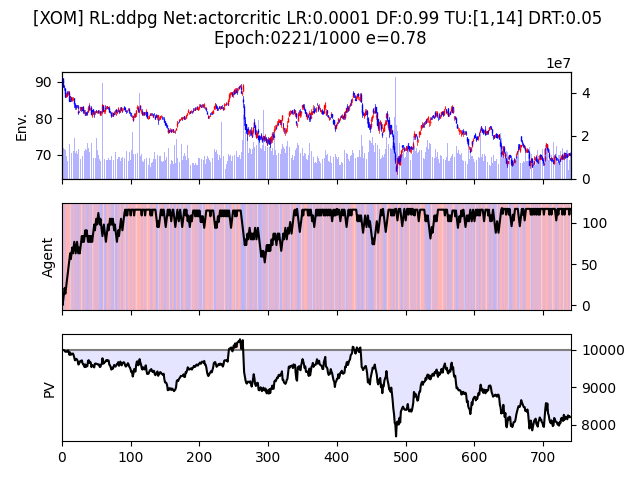 [XOM] RL:ddpg Net:actorcritic LR:0.0001 DF:0.99 TU:[1,14] DRT:0.05
Epoch:0221/1000 e=0.78
1e7
Env.
90
80
70
4
2
0
Agent
100
50
0
PV
10000
9000
8000
0 100 200 300 400 500 600 700